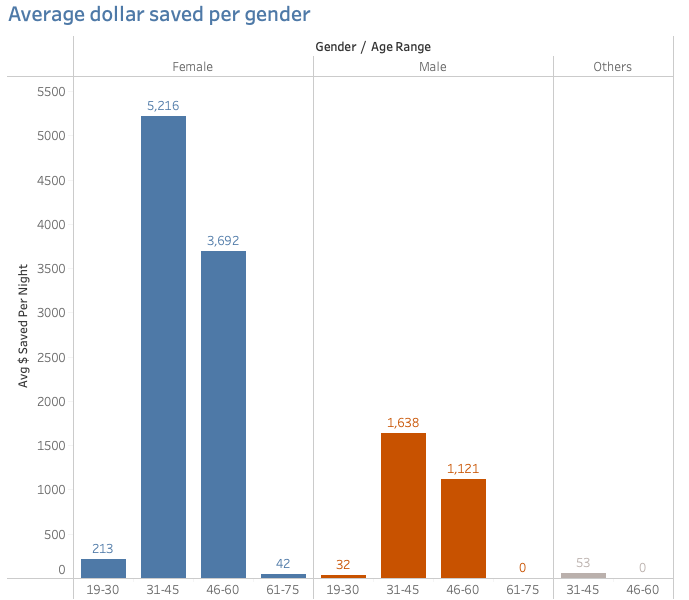 Average dollar saved per gender
Gender / Age Range
Female Male Others
Avg $ Saved Per Night
5500
5000
4500
4000
3500
3000
2500
2000
1500
1000
500
0
213 5,216 3,692 42 32 1,638 1,121 0 53 0
19-30 31-45 46-60 61-75 19-30 31-45 46-60 61-75 31-45 46-60